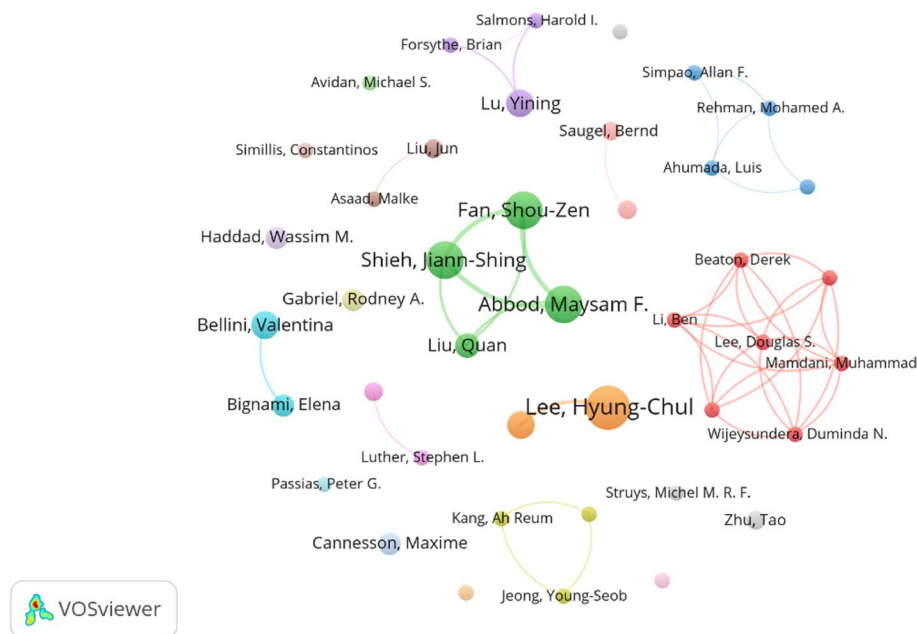 Salmons, Harold I.
Forsythe, Brian
Simpao, Allan F.
Avidan, Michael S.
Lu, Yining
Rehman, Mohamed A.
Saugel, Bernd
Simillis, Constantinos
Liu, Jun
Ahumada, Luis
Asaad, Malke
Fan, Shou-Zen
Haddad, Wassim M.
Shieh, Jiann-Shing
Beaton, Derek
Gabriel, Rodney A.
Abbod, Maysam F.
Bellini, Valentina
Li, Ben
Liu, Quan
Lee, Douglas S.
Mamdani, Muhammad
Bignami, Elena
Lee, Hyung-Chul
Wijeysundera, Duminda N.
Luther, Stephen L.
Passias, Peter G.
Struys, Michel M. R. F.
Kang, Ah Reum
Zhu, Tao
Cannesson, Maxime
Jeong, Young-Seob
VOSviewer